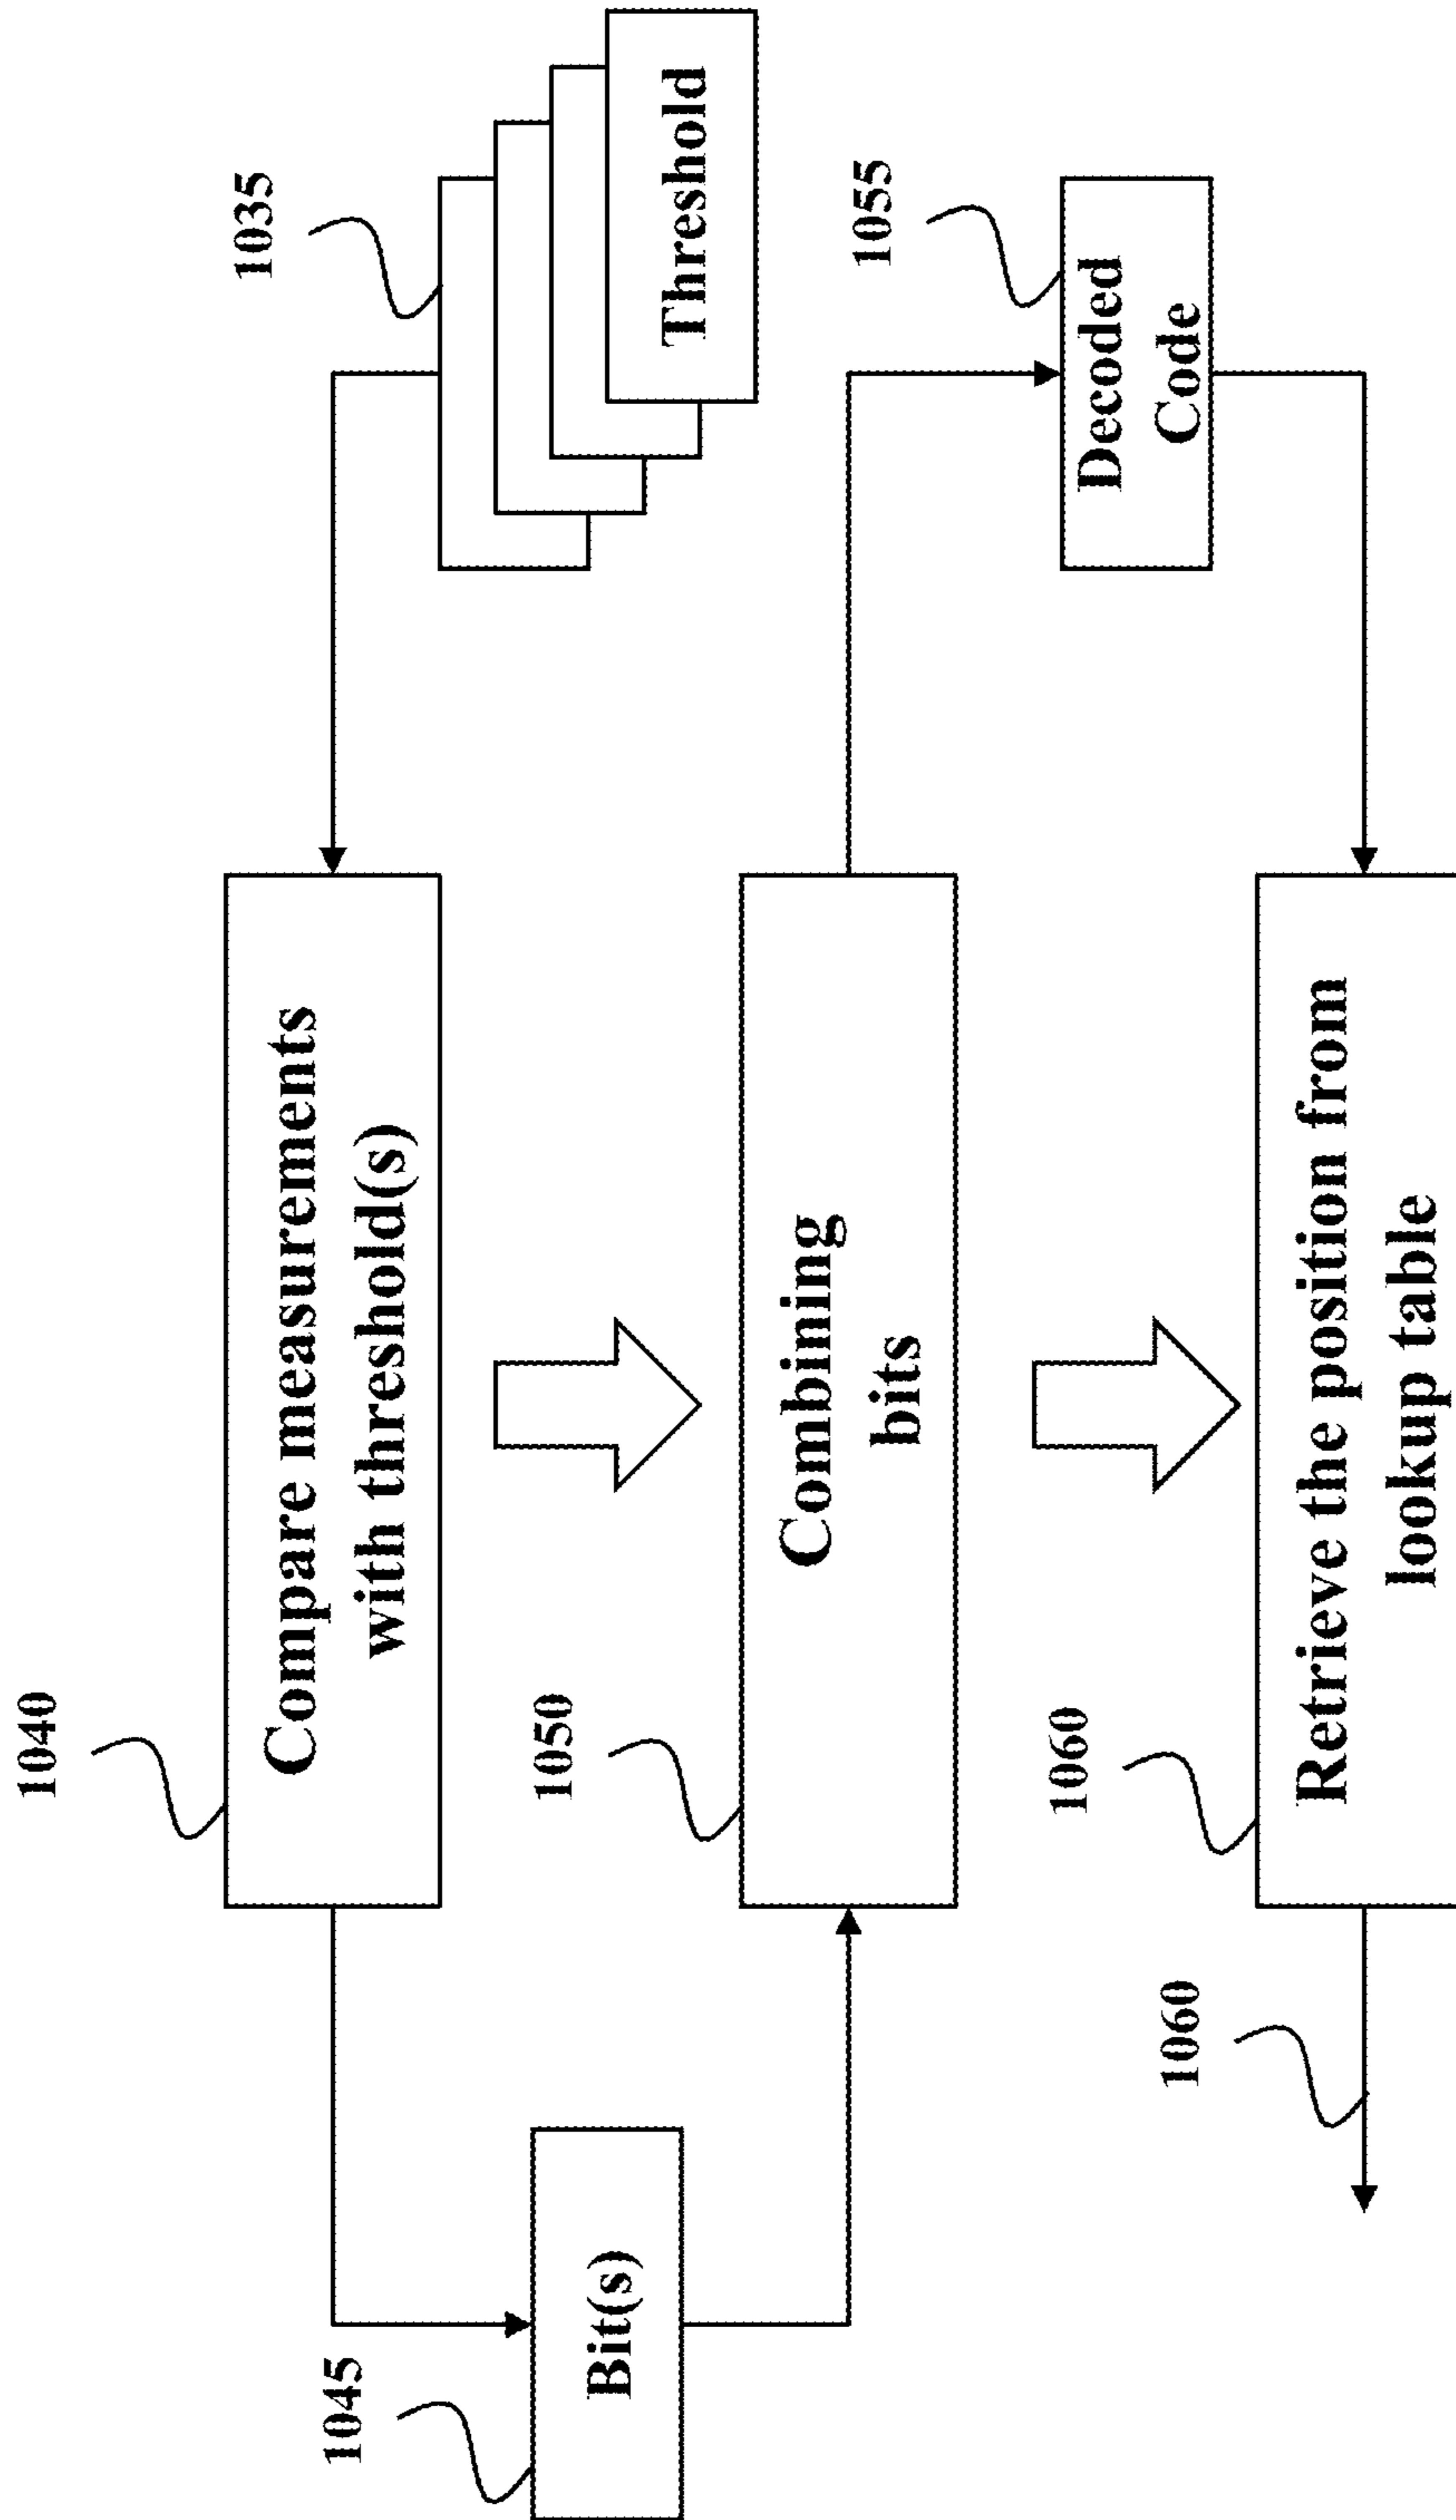 1040
Compare measurements
with threshold(s)
1035
Threshold
1045
Bit(s)
1050
Combining
bits
1055
Decoded
Code
1060
Retrieve the position from
lookup table
1060